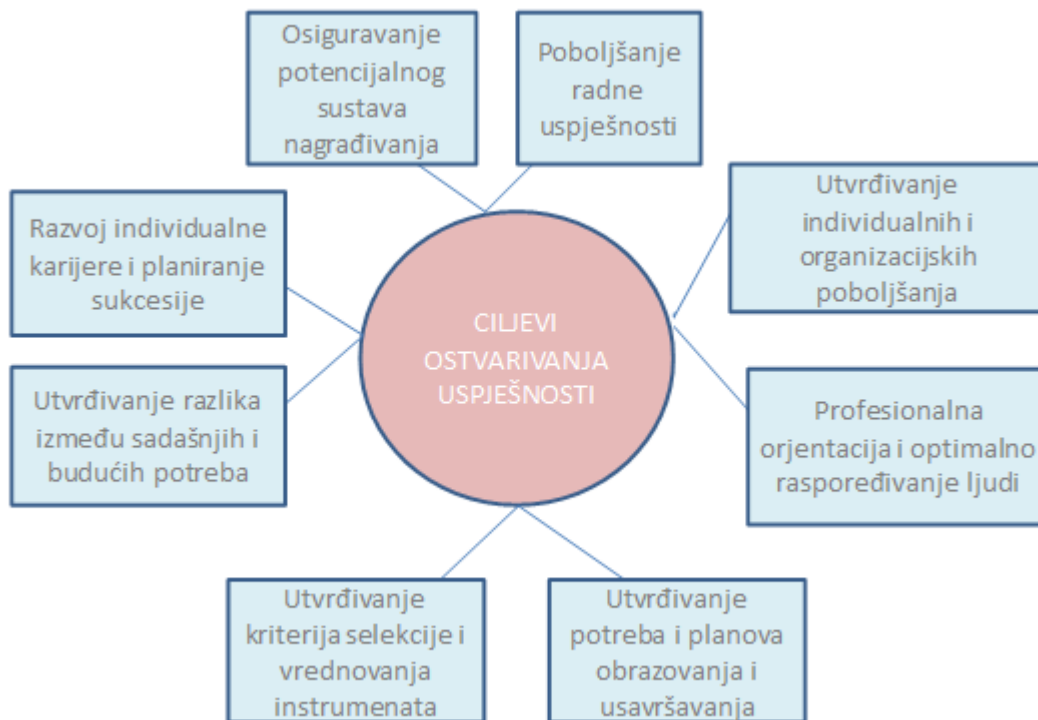 Osiguravanje
potencijalnog
sustava
nagrađivanja
Poboljšanje
radne
uspješnosti
Utvrđivanje
individualnih i
organizacijskih
poboljšanja
Razvoj individualne
karijere i planiranje
sukcesije
CILJEVI
OSTVARIVANJA
USPJEŠNOSTI
Utvrđivanje razlika
između sadašnjih i
budućih potreba
Profesionalna
orjentacija i optimalno
raspoređivanje ljudi
Utvrđivanje
kriterija selekcije i
vrednovanja
instrumenata
Utvrđivanje
potreba i planova
obrazovanja i
usavršavanja